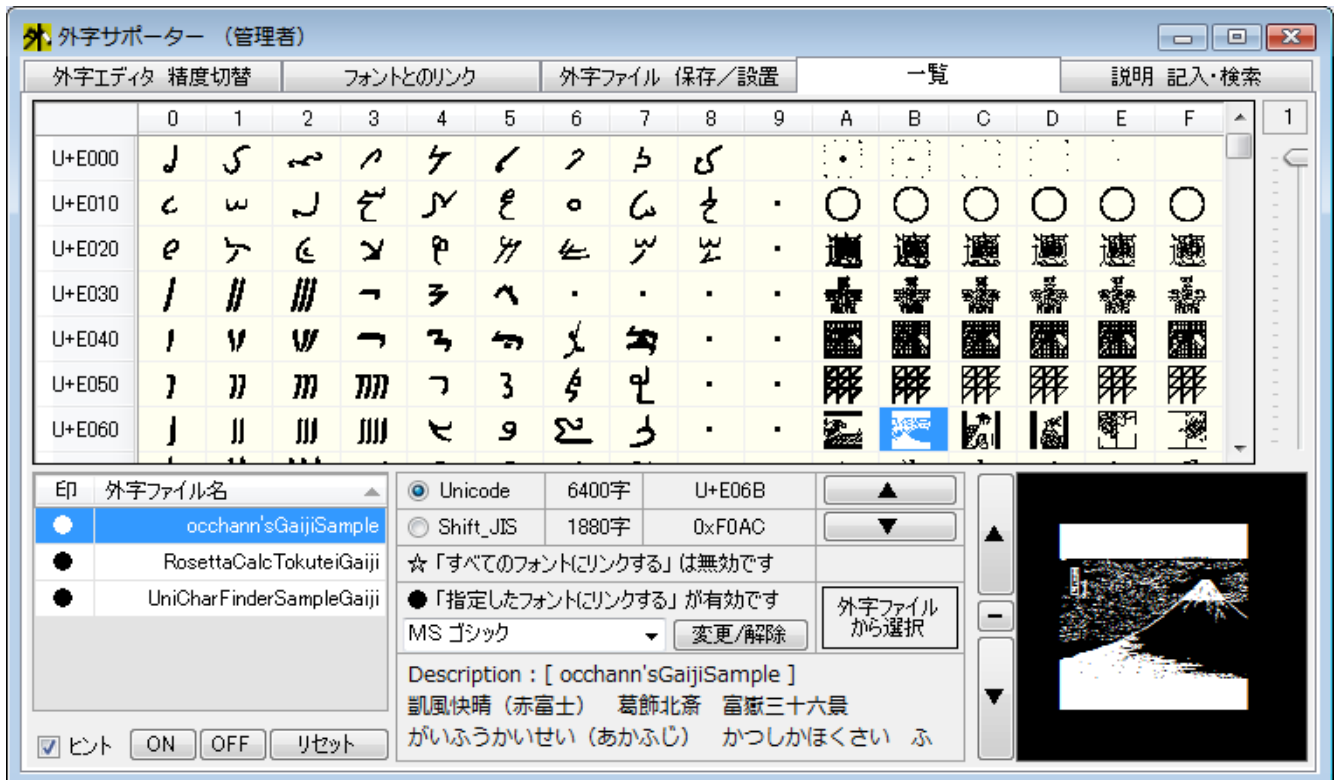 外字サポーター （管理者）
外字エディタ 精度切替 フォントとのリンク 外字ファイル 保存／設置 一覧 説明 記入・検索
0 1 2 3 4 5 6 7 8 9 A B C D E F 1
U+E000
U+E010
U+E020
U+E030
U+E040
U+E050
U+E060
印 外字ファイル名
occhann'sGaijiSample
RosettaCalcTokuteiGaiji
UniCharFinderSampleGaiji
ヒント ON OFF リセット
Unicode 6400字 U+E06B ▲
Shift_JIS 1880字 0xF0AC ▼
☆「すべてのフォントにリンクする」は無効です
●「指定したフォントにリンクする」が有効です
MS ゴシック 変更/解除
外字ファイル
から選択
Description : [ occhann'sGaijiSample ]
凱風快晴（赤富士） 葛飾北斎 富嶽三十六景
がいふうかいせい（あかふじ） かつしかほくさい ふ